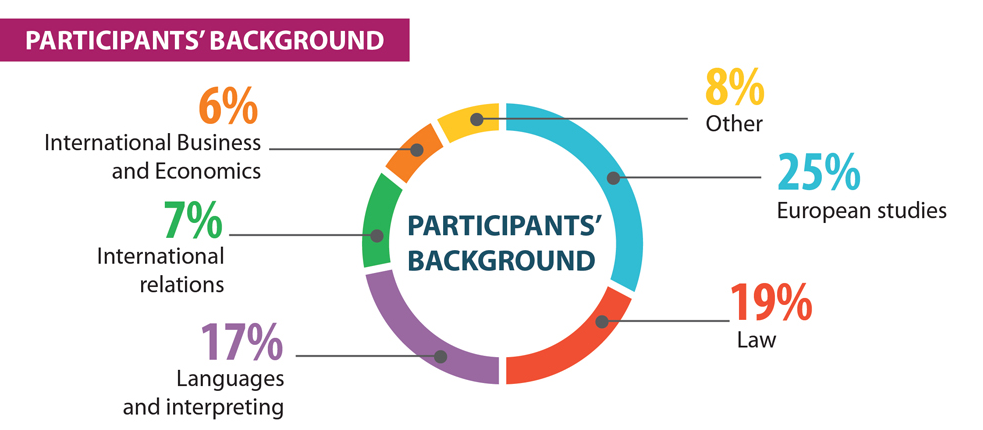 PARTICIPANTS’ BACKGROUND
6%
International Business
and Economics
7%
International
relations
17%
Languages
and interpreting
PARTICIPANTS’
BACKGROUND
8%
Other
25%
European studies
19%
Law